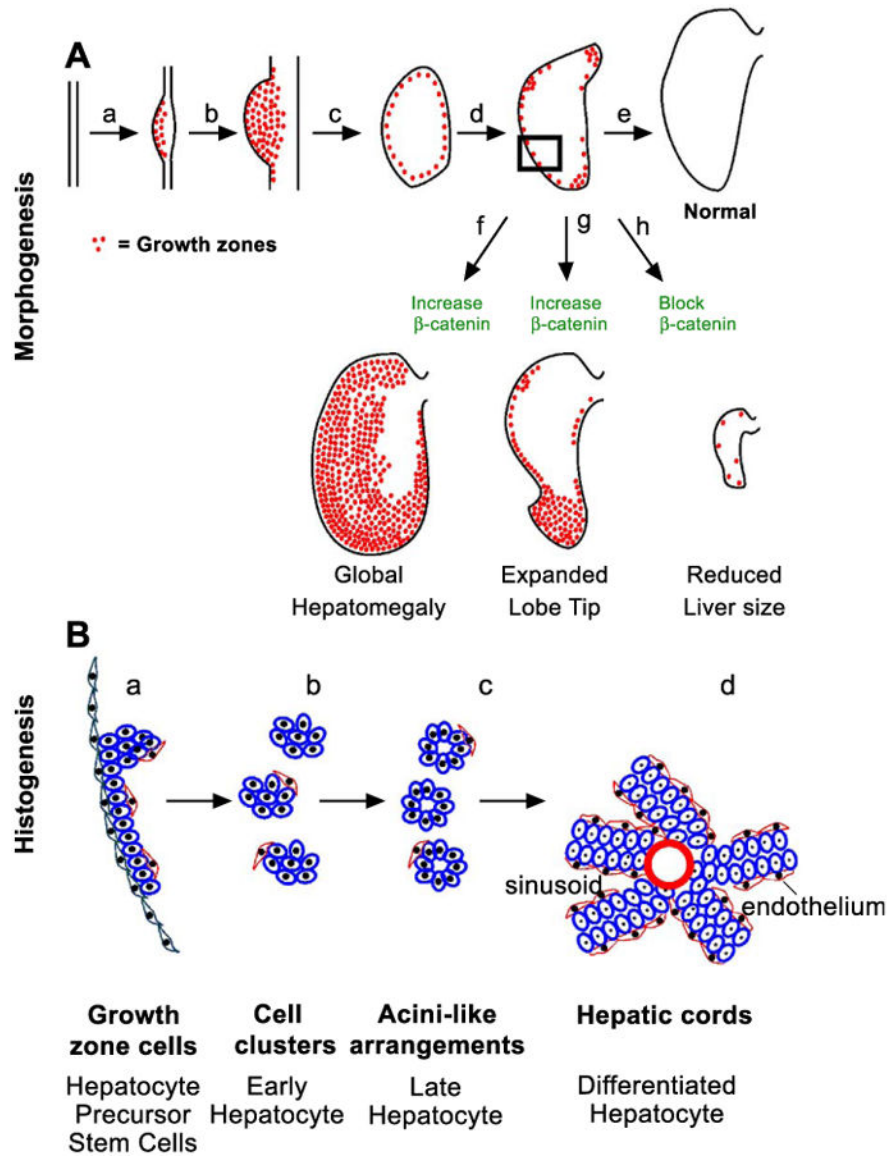 A
Morphogenesis
a
b
c
d
e
= Growth zones
Normal
f
g
h
Increase
β-catenin
Increase
β-catenin
Block
β-catenin
Global
Hepatomegaly
Expanded
Lobe Tip
Reduced
Liver size
B
Histogenesis
a
b
c
d
sinusoid
endothelium
Growth
zone cells
Cell
clusters
Acini-like
arrangements
Hepatic cords
Hepatocyte
Precursor
Stem Cells
Early
Hepatocyte
Late
Hepatocyte
Differentiated
Hepatocyte